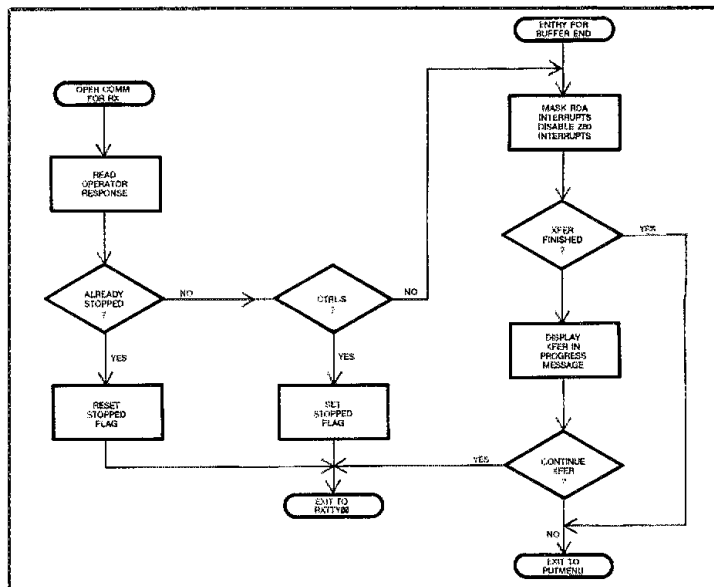 OPEN COMM
FOR RX
READ
OPERATOR
RESPONSE
ALREADY
STOPPED
?
NO
YES
RESET
STOPPED
FLAG
CTRL-S
?
NO
YES
SET
STOPPED
FLAG
EXIT TO
ENTRY FOR
BUFFER END
MASK RDA
INTERRUPTS
DISABLE Z80
INTERRUPTS
XFER
FINISHED
?
YES
DISPLAY
XFER IN
PROGRESS
MESSAGE
CONTINUE
XFER
?
YES
NO
EXIT TO
PUTMENU